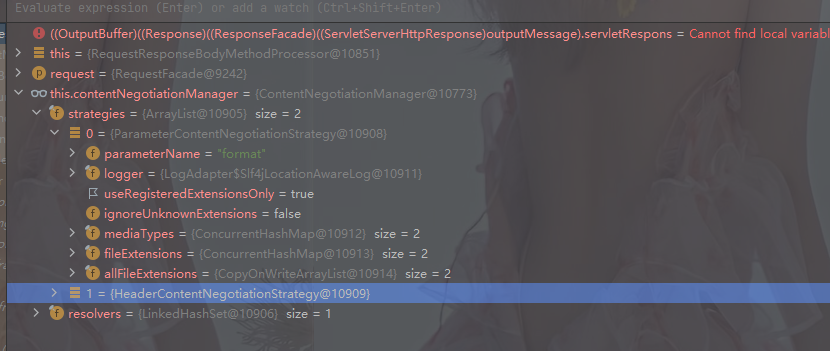 Evaluate expression (Enter) or add a watch (Ctrl+Shift+Enter)
((OutputBuffer)((Response)((ResponseFacade)((ServletServerHttpResponse)outputMessage).servletRespons = Cannot find local variabl
this = {RequestResponseBodyMethodProcessor@10851}
request = {RequestFacade@9242}
this.contentNegotiationManager = {ContentNegotiationManager@10773}
strategies = {ArrayList@10905} size = 2
0 = {ParameterContentNegotiationStrategy@10908}
parameterName = "format"
logger = {LogAdapter$Slf4jLocationAwareLog@10911}
useRegisteredExtensionsOnly = true
ignoreUnknownExtensions = false
mediaTypes = {ConcurrentHashMap@10912} size = 2
fileExtensions = {ConcurrentHashMap@10913} size = 2
allFileExtensions = {CopyOnWriteArrayList@10914} size = 2
1 = {HeaderContentNegotiationStrategy@10909}
resolvers = {LinkedHashSet@10906} size = 1